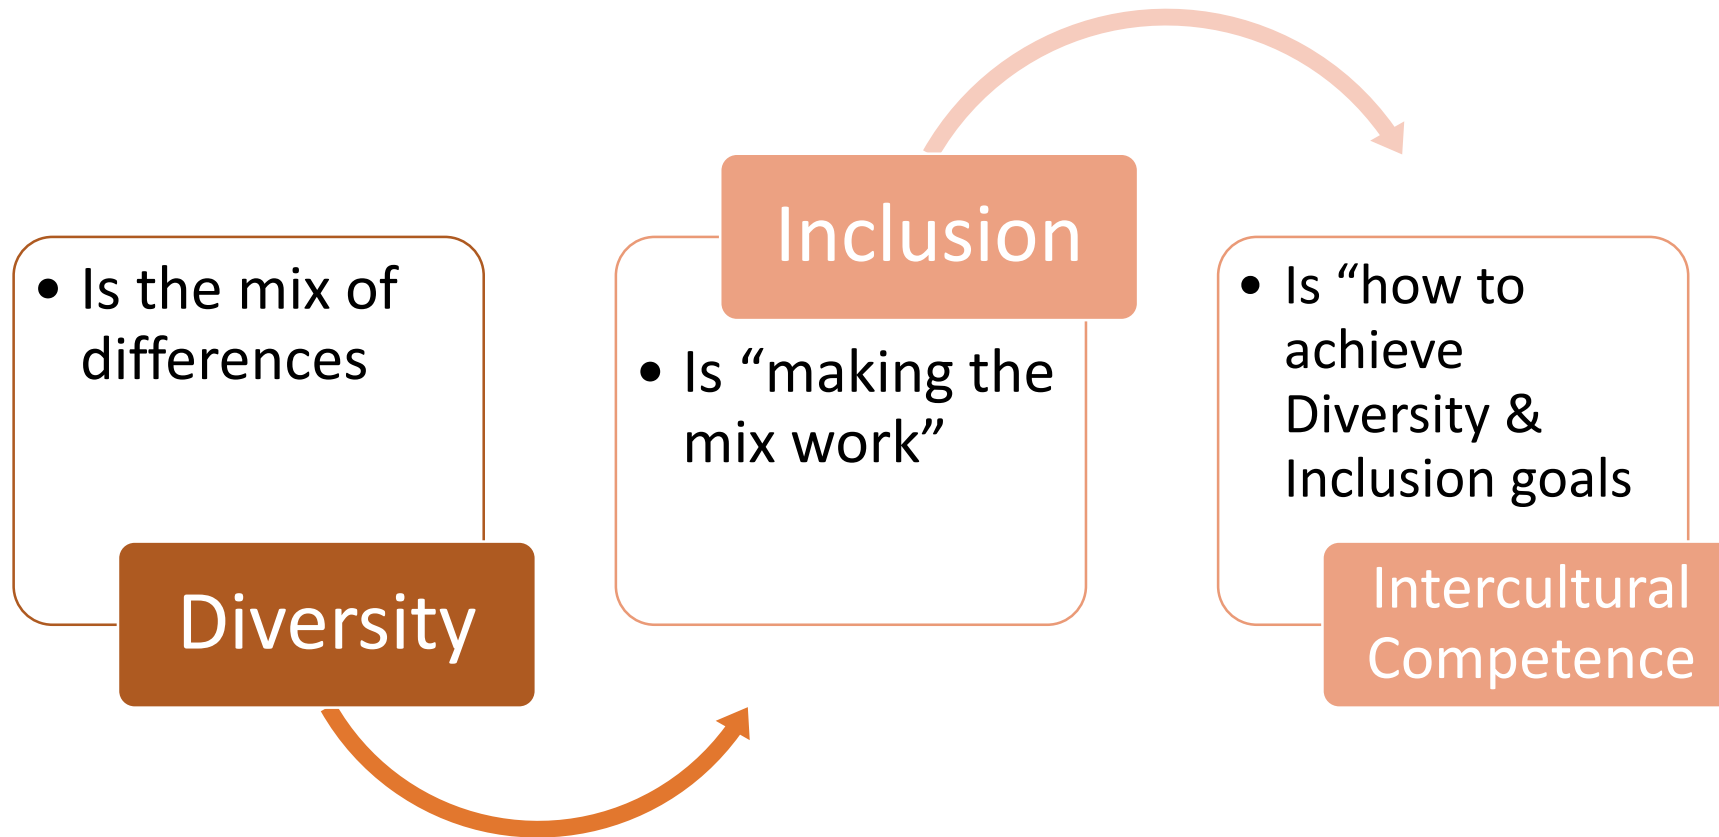 • Is the mix of
differences
Diversity
Inclusion
• Is “making the
mix work”
• Is “how to
achieve
Diversity &
Inclusion goals
Intercultural
Competence